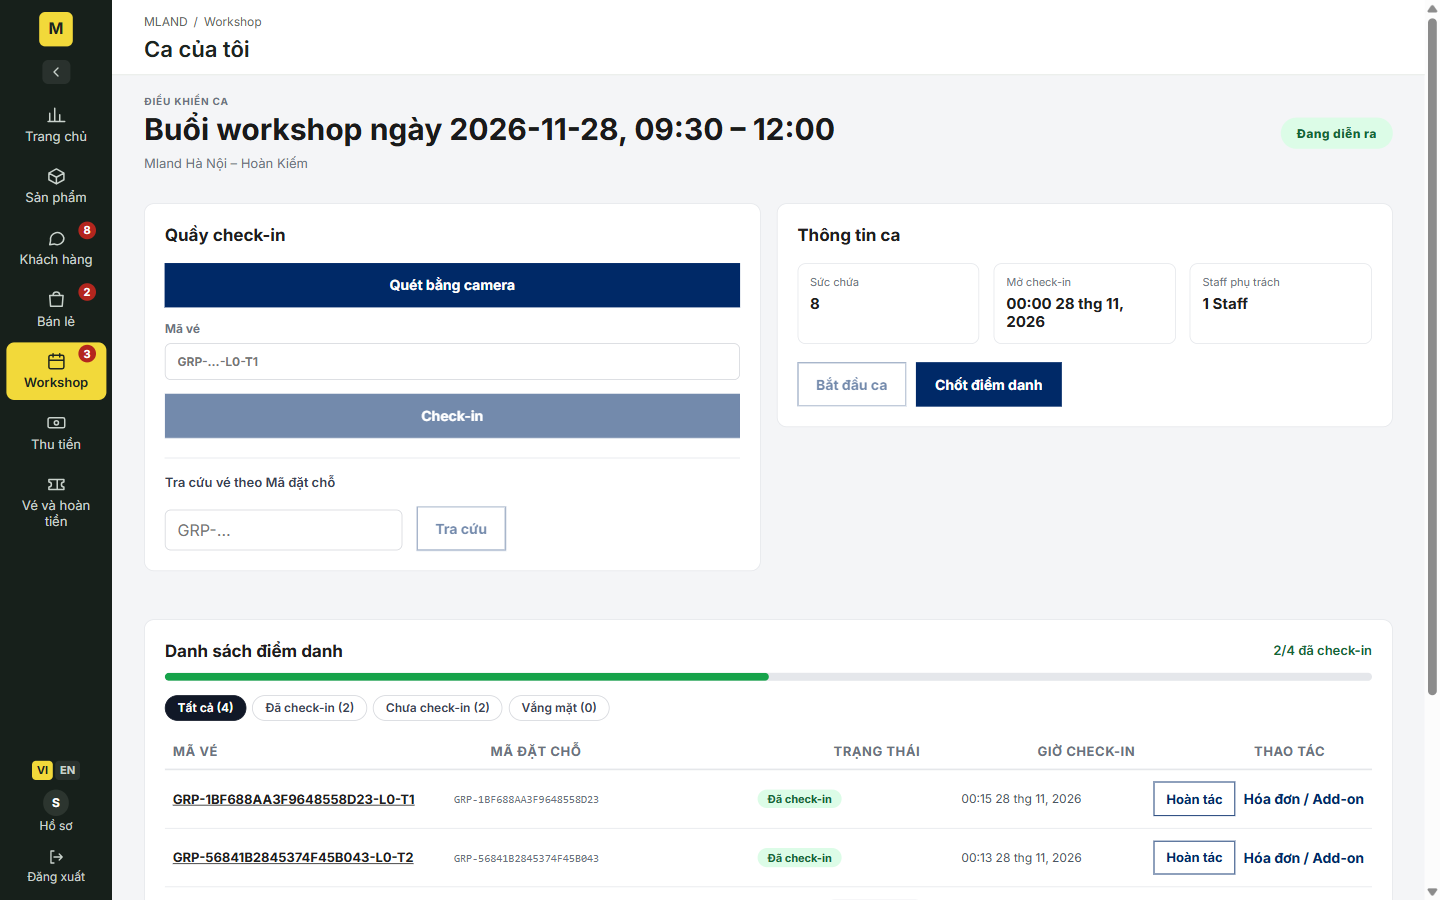 M
Trang chủ
Sản phẩm
8
Khách hàng
2
Bán lẻ
3
Workshop
Thu tiền
Vé và hoàn
tiền
VI EN
S
Hồ sơ
Đăng xuất
MLAND / Workshop
Ca của tôi
ĐIỀU KHIỂN CA
Buổi workshop ngày 2026-11-28, 09:30 – 12:00
Mland Hà Nội – Hoàn Kiếm
Đang diễn ra
Quầy check-in
Quét bằng camera
Mã vé
GRP-...-L0-T1
Check-in
Tra cứu vé theo Mã đặt chỗ
GRP-...
Tra cứu
Thông tin ca
Sức chứa
8
Mở check-in
00:00 28 thg 11,
2026
Staff phụ trách
1 Staff
Bắt đầu ca
Chốt điểm danh
Danh sách điểm danh
2/4 đã check-in
Tất cả (4) Đã check-in (2) Chưa check-in (2) Vắng mặt (0)
MÃ VÉ MÃ ĐẶT CHỖ TRẠNG THÁI GIỜ CHECK-IN THAO TÁC
GRP-1BF688AA3F9648558D23-L0-T1 GRP-1BF688AA3F9648558D23 Đã check-in 00:15 28 thg 11, 2026 Hoàn tác Hóa đơn / Add-on
GRP-56841B2845374F45B043-L0-T2 GRP-56841B2845374F45B043 Đã check-in 00:13 28 thg 11, 2026 Hoàn tác Hóa đơn / Add-on